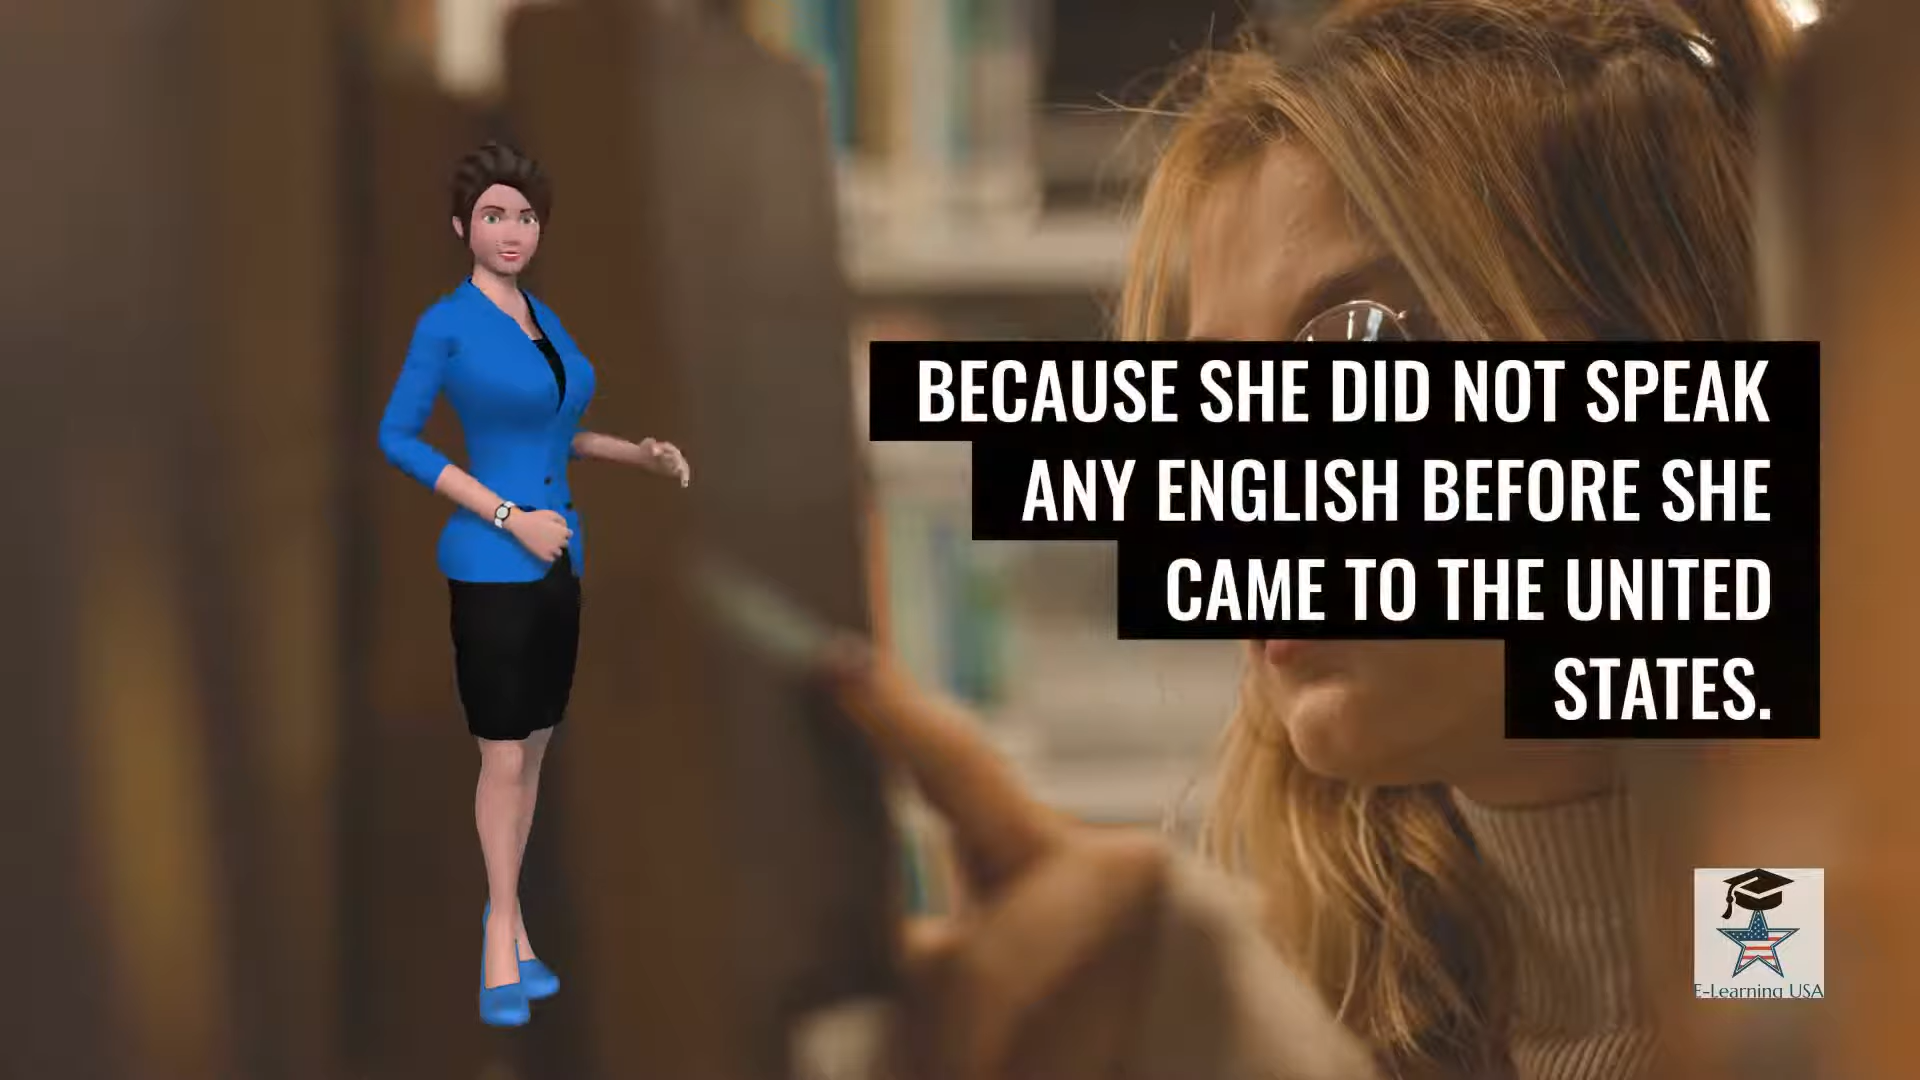 BECAUSE SHE DID NOT SPEAK
ANY ENGLISH BEFORE SHE
CAME TO THE UNITED
STATES.
E-Learning USA